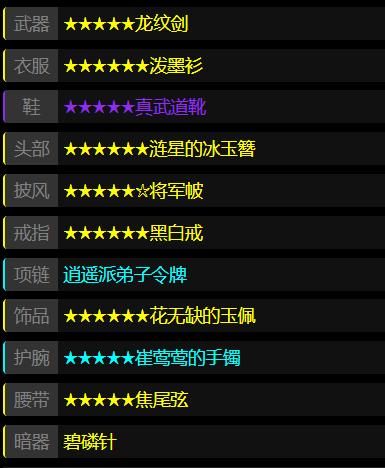 武器 ★★★★★龙纹剑
衣服 ★★★★★★泼墨衫
鞋 ★★★★★真武道靴
头部 ★★★★★★涟星的冰玉簪
披风 ★★★★★☆将军帔
戒指 ★★★★★★黑白戒
项链 逍遥派弟子令牌
饰品 ★★★★★★花无缺的玉佩
护腕 ★★★★★崔莺莺的手镯
腰带 ★★★★★焦尾弦
暗器 碧磷针